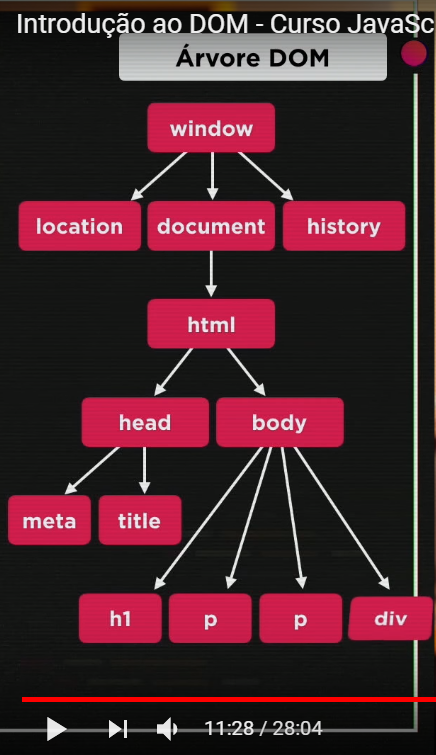 Introdução ao DOM - Curso JavaSc
Árvore DOM
window
location document history
html
head body
meta title
h1 p p div
11:28 / 28:04